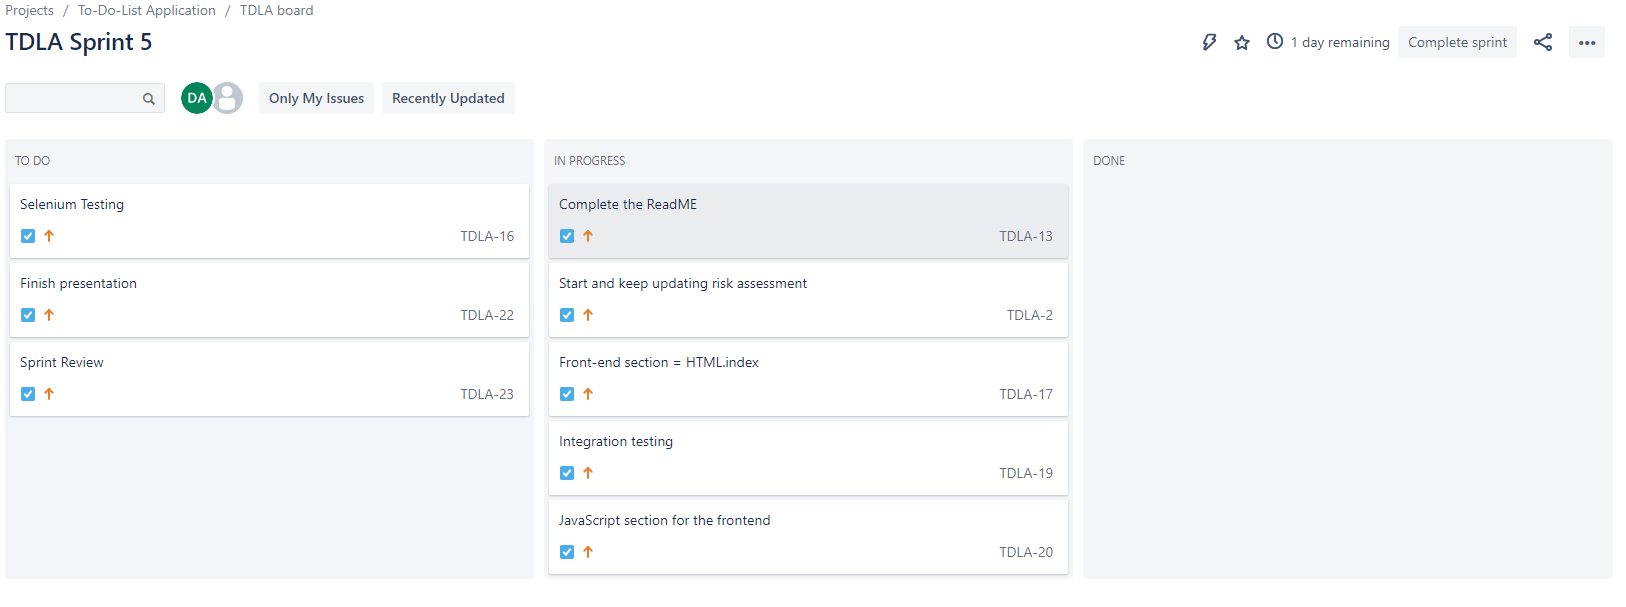 Projects / To-Do-List Application / TDLA board
TDLA Sprint 5
1 day remaining
Complete sprint
DA
Only My Issues
Recently Updated
TO DO
Selenium Testing
TDLA-16
Finish presentation
TDLA-22
Sprint Review
TDLA-23
IN PROGRESS
Complete the ReadME
TDLA-13
Start and keep updating risk assessment
TDLA-2
Front-end section = HTML.index
TDLA-17
Integration testing
TDLA-19
JavaScript section for the frontend
TDLA-20
DONE